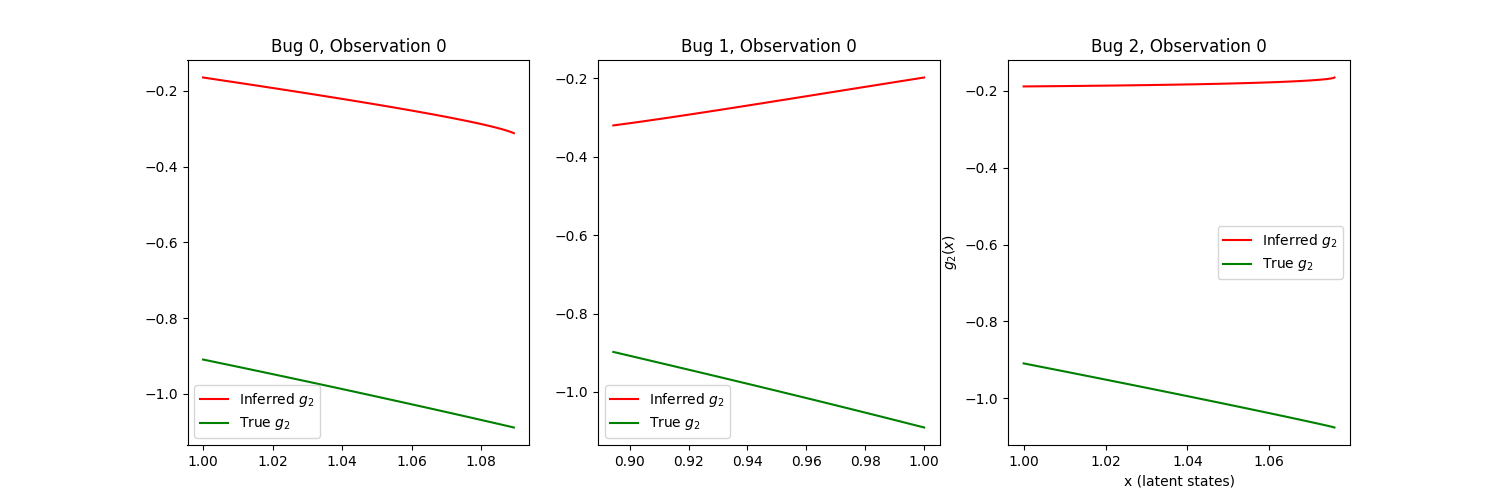 Bug 0, Observation 0
−0.2
−0.4
−0.6
−0.8
−1.0
Inferred g₂
True g₂
1.00 1.02 1.04 1.06 1.08
Bug 1, Observation 0
−0.2
−0.4
−0.6
−0.8
−1.0
Inferred g₂
True g₂
0.90 0.92 0.94 0.96 0.98 1.00
Bug 2, Observation 0
g₂(x)
−0.2
−0.4
−0.6
−0.8
−1.0
Inferred g₂
True g₂
1.00 1.02 1.04 1.06
x (latent states)